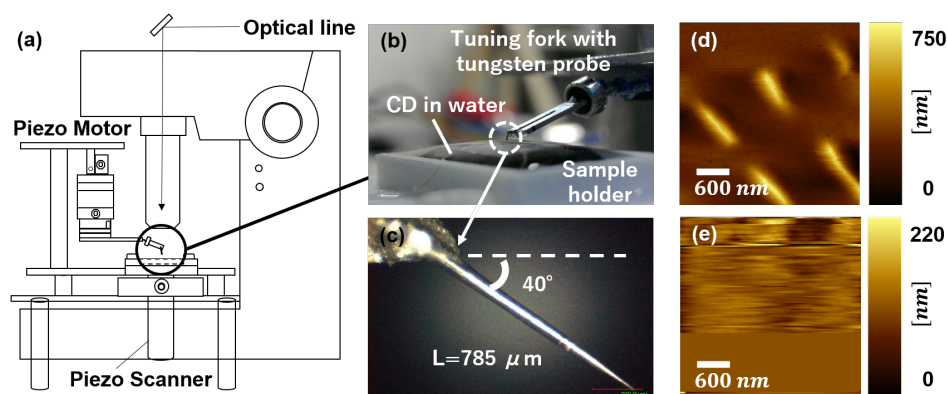 (a)
Optical line
Piezo Motor
Piezo Scanner
(b)
Tuning fork with
tungsten probe
CD in water
Sample
holder
(c)
40°
L=785 μm
(d)
600 nm
750
[nm]
0
(e)
600 nm
220
[nm]
0